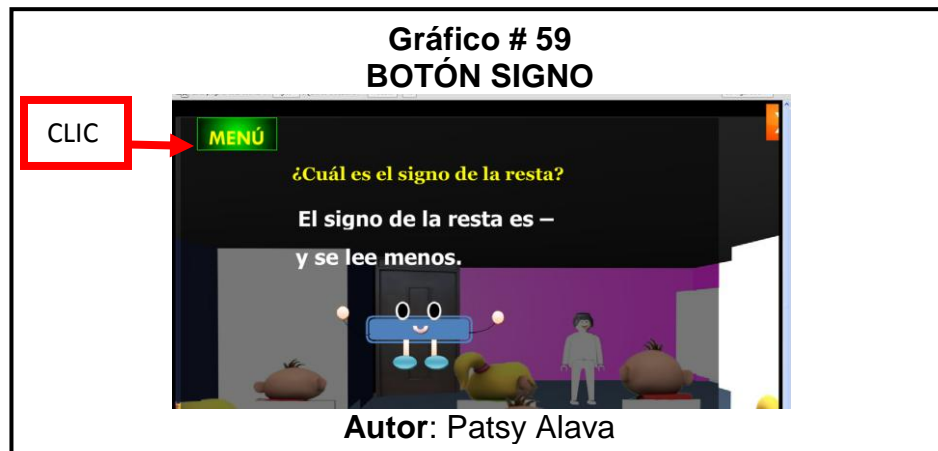 Gráfico # 59
BOTÓN SIGNO
CLIC
MENÚ
¿Cuál es el signo de la resta?
El signo de la resta es –
y se lee menos.
Autor: Patsy Alava